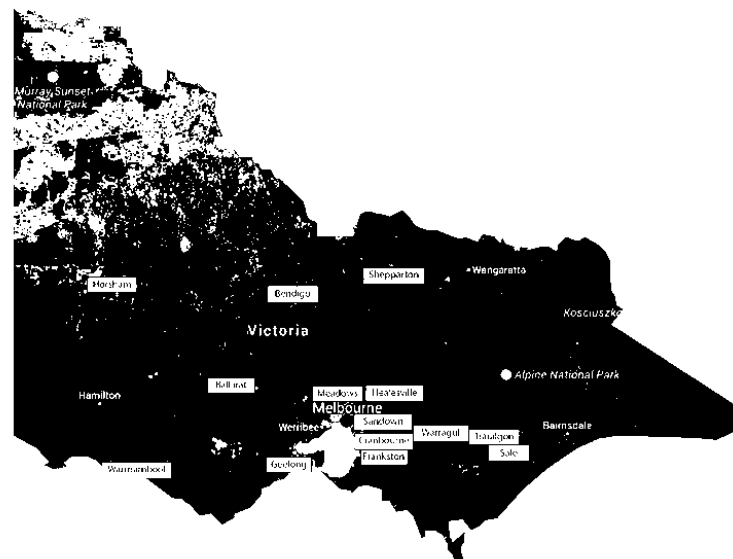 Murray Sunset
National Park
Horsham
Bendigo
Shepparton
Wangaratta
Kosciuszko
Victoria
Alpine National Park
Hamilton
Ballarat
Meadows
Healesville
Melbourne
Werribee
Sandown
Cranbourne
Warragul
Traralgon
Bairnsdale
Warrnambool
Geelong
Frankston
Sale